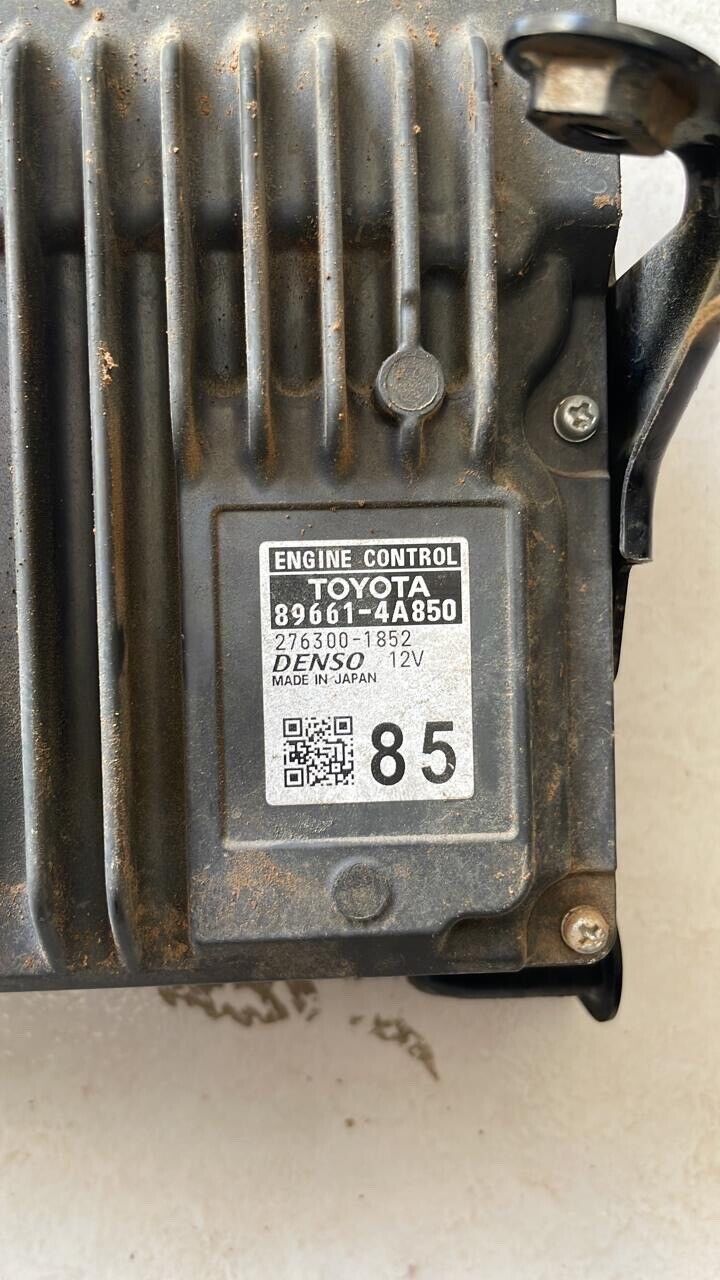 ENGINE CONTROL
TOYOTA
89661-4A850
276300-1852
DENSO 12V
MADE IN JAPAN
85